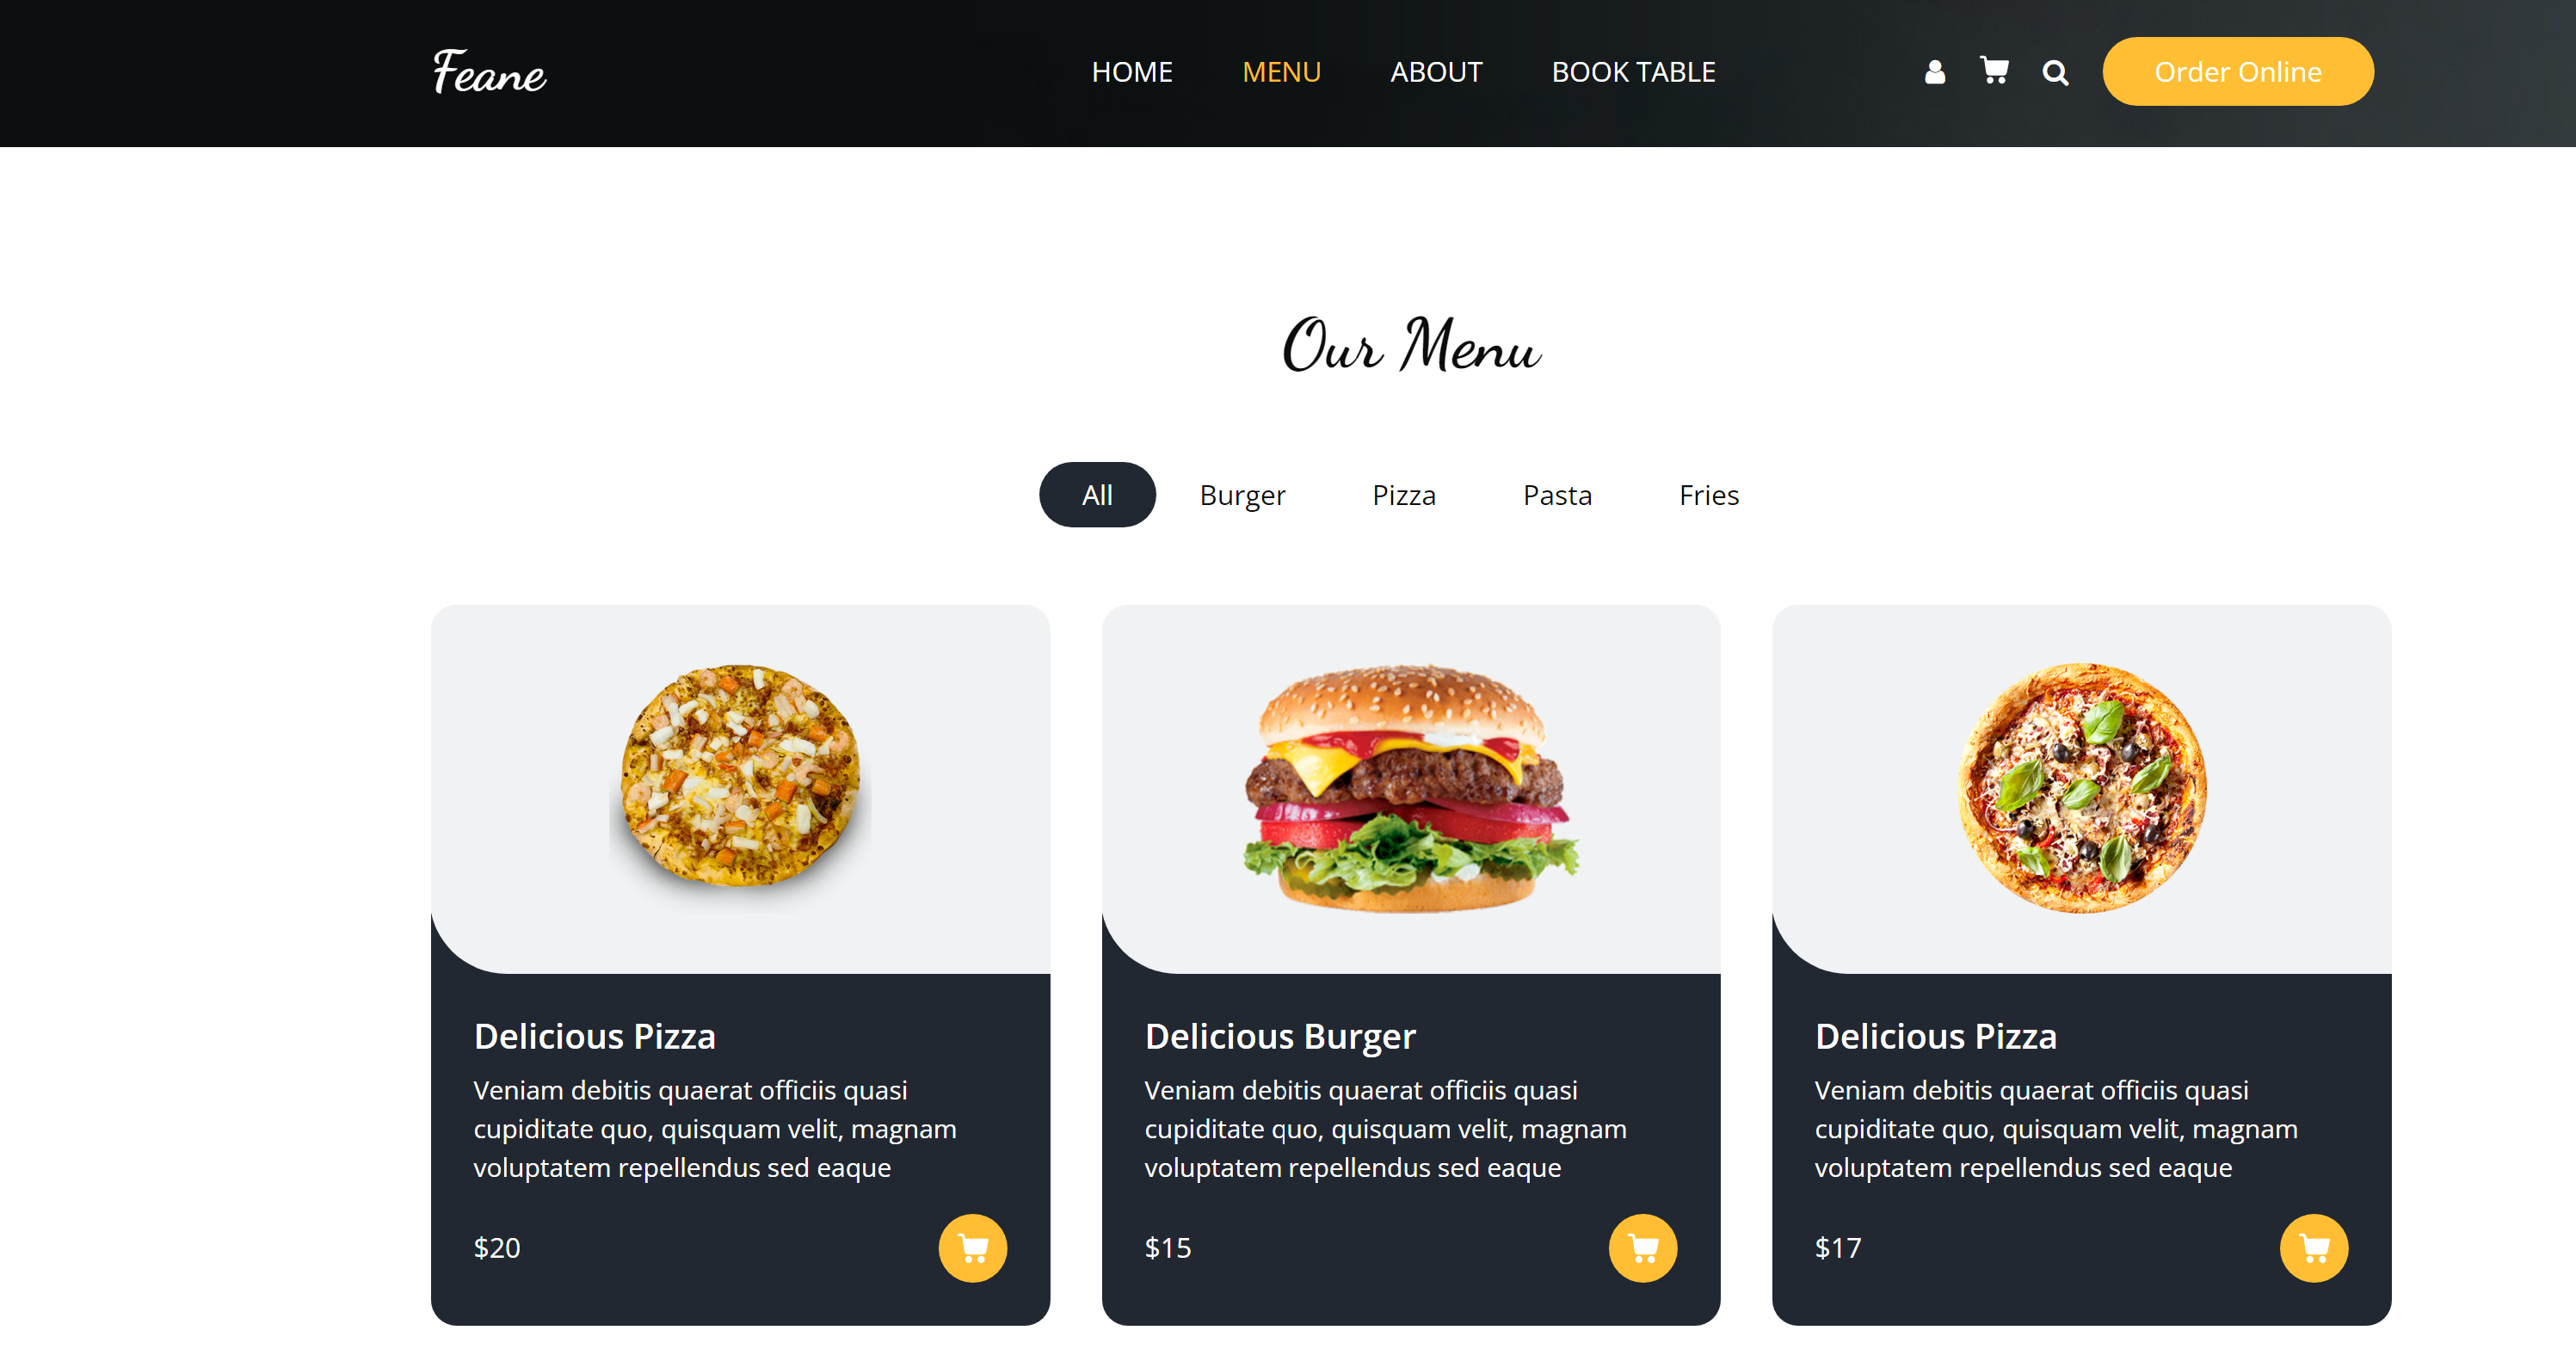 Feane
HOME MENU ABOUT BOOK TABLE Order Online
Our Menu
All Burger Pizza Pasta Fries
Delicious Pizza
Veniam debitis quaerat officiis quasi
cupiditate quo, quisquam velit, magnam
voluptatem repellendus sed eaque
$20
Delicious Burger
Veniam debitis quaerat officiis quasi
cupiditate quo, quisquam velit, magnam
voluptatem repellendus sed eaque
$15
Delicious Pizza
Veniam debitis quaerat officiis quasi
cupiditate quo, quisquam velit, magnam
voluptatem repellendus sed eaque
$17